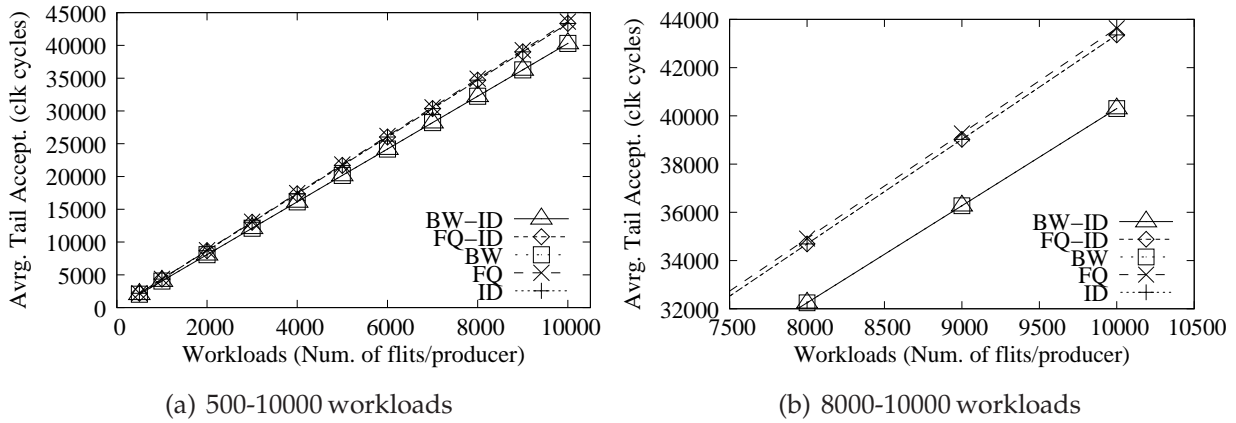 Avrg. Tail Accept. (clk cycles)
45000
40000
35000
30000
25000
20000
15000
10000
5000
0
0 2000 4000 6000 8000 10000
Workloads (Num. of flits/producer)
BW-ID
FQ-ID
BW
FQ
ID
(a) 500-10000 workloads
Avrg. Tail Accept. (clk cycles)
44000
42000
40000
38000
36000
34000
32000
7500 8000 8500 9000 9500 10000 10500
Workloads (Num. of flits/producer)
BW-ID
FQ-ID
BW
FQ
ID
(b) 8000-10000 workloads